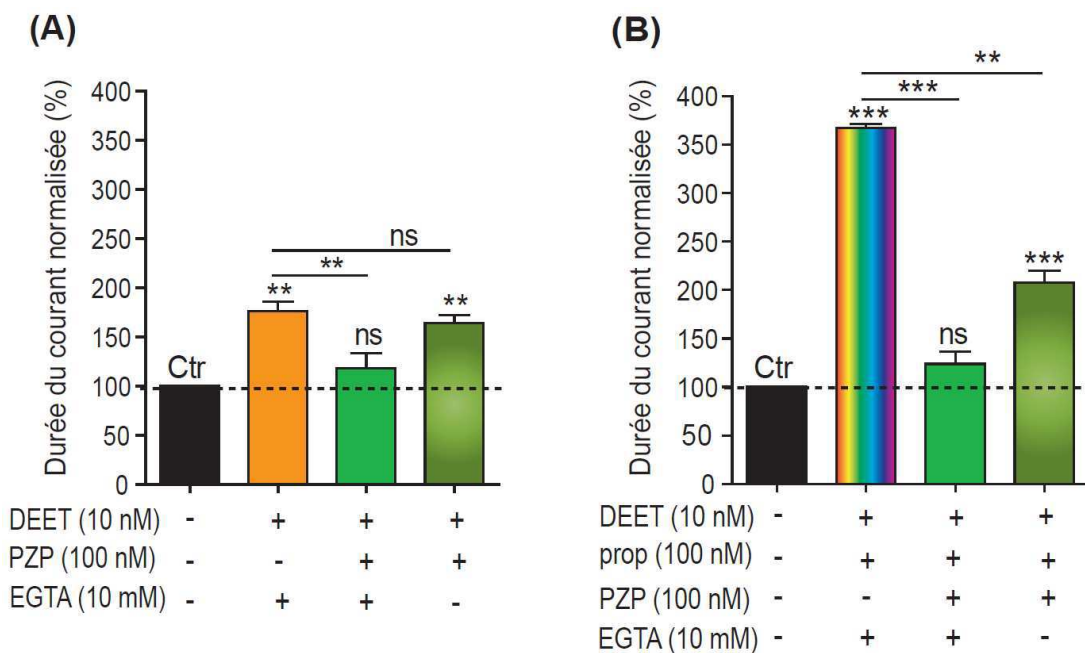 (A)
Durée du courant normalisée (%)
400
350
300
250
200
150
100
50
0
ns
**
**
ns
**
Ctr
DEET (10 nM) - + + +
PZP (100 nM) - - + +
EGTA (10 mM) - + + -
(B)
Durée du courant normalisée (%)
400
350
300
250
200
150
100
50
0
**
***
***
ns
***
Ctr
DEET (10 nM) - + + +
prop (100 nM) - + + +
PZP (100 nM) - - + +
EGTA (10 mM) - + + -